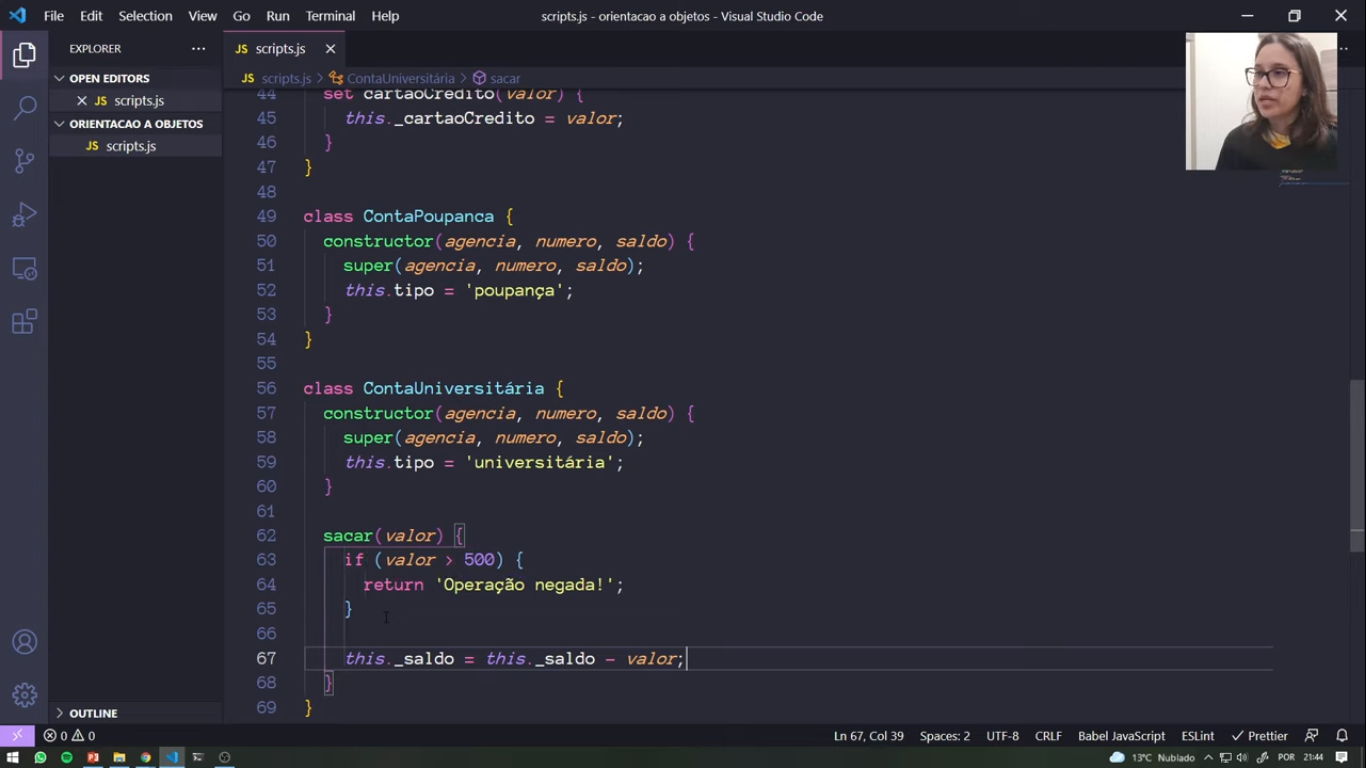 File Edit Selection View Go Run Terminal Help
scripts.js - orientacao a objetos - Visual Studio Code
EXPLORER
OPEN EDITORS
JS scripts.js
ORIENTACAO A OBJETOS
JS scripts.js
OUTLINE
JS scripts.js
JS scripts.js > ContaUniversitária > sacar
44 set cartaoCredito(valor) {
45 this._cartaoCredito = valor;
46 }
47 }
48
49 class ContaPoupanca {
50 constructor(agencia, numero, saldo) {
51 super(agencia, numero, saldo);
52 this.tipo = 'poupança';
53 }
54 }
55
56 class ContaUniversitária {
57 constructor(agencia, numero, saldo) {
58 super(agencia, numero, saldo);
59 this.tipo = 'universitária';
60 }
61
62 sacar(valor) {
63 if (valor > 500) {
64 return 'Operação negada!';
65 }
66
67 this._saldo = this._saldo - valor;
68 }
69 }
0 0 Ln 67, Col 39 Spaces: 2 UTF-8 CRLF Babel JavaScript ESLint Prettier
13°C Nublado POR 21:44